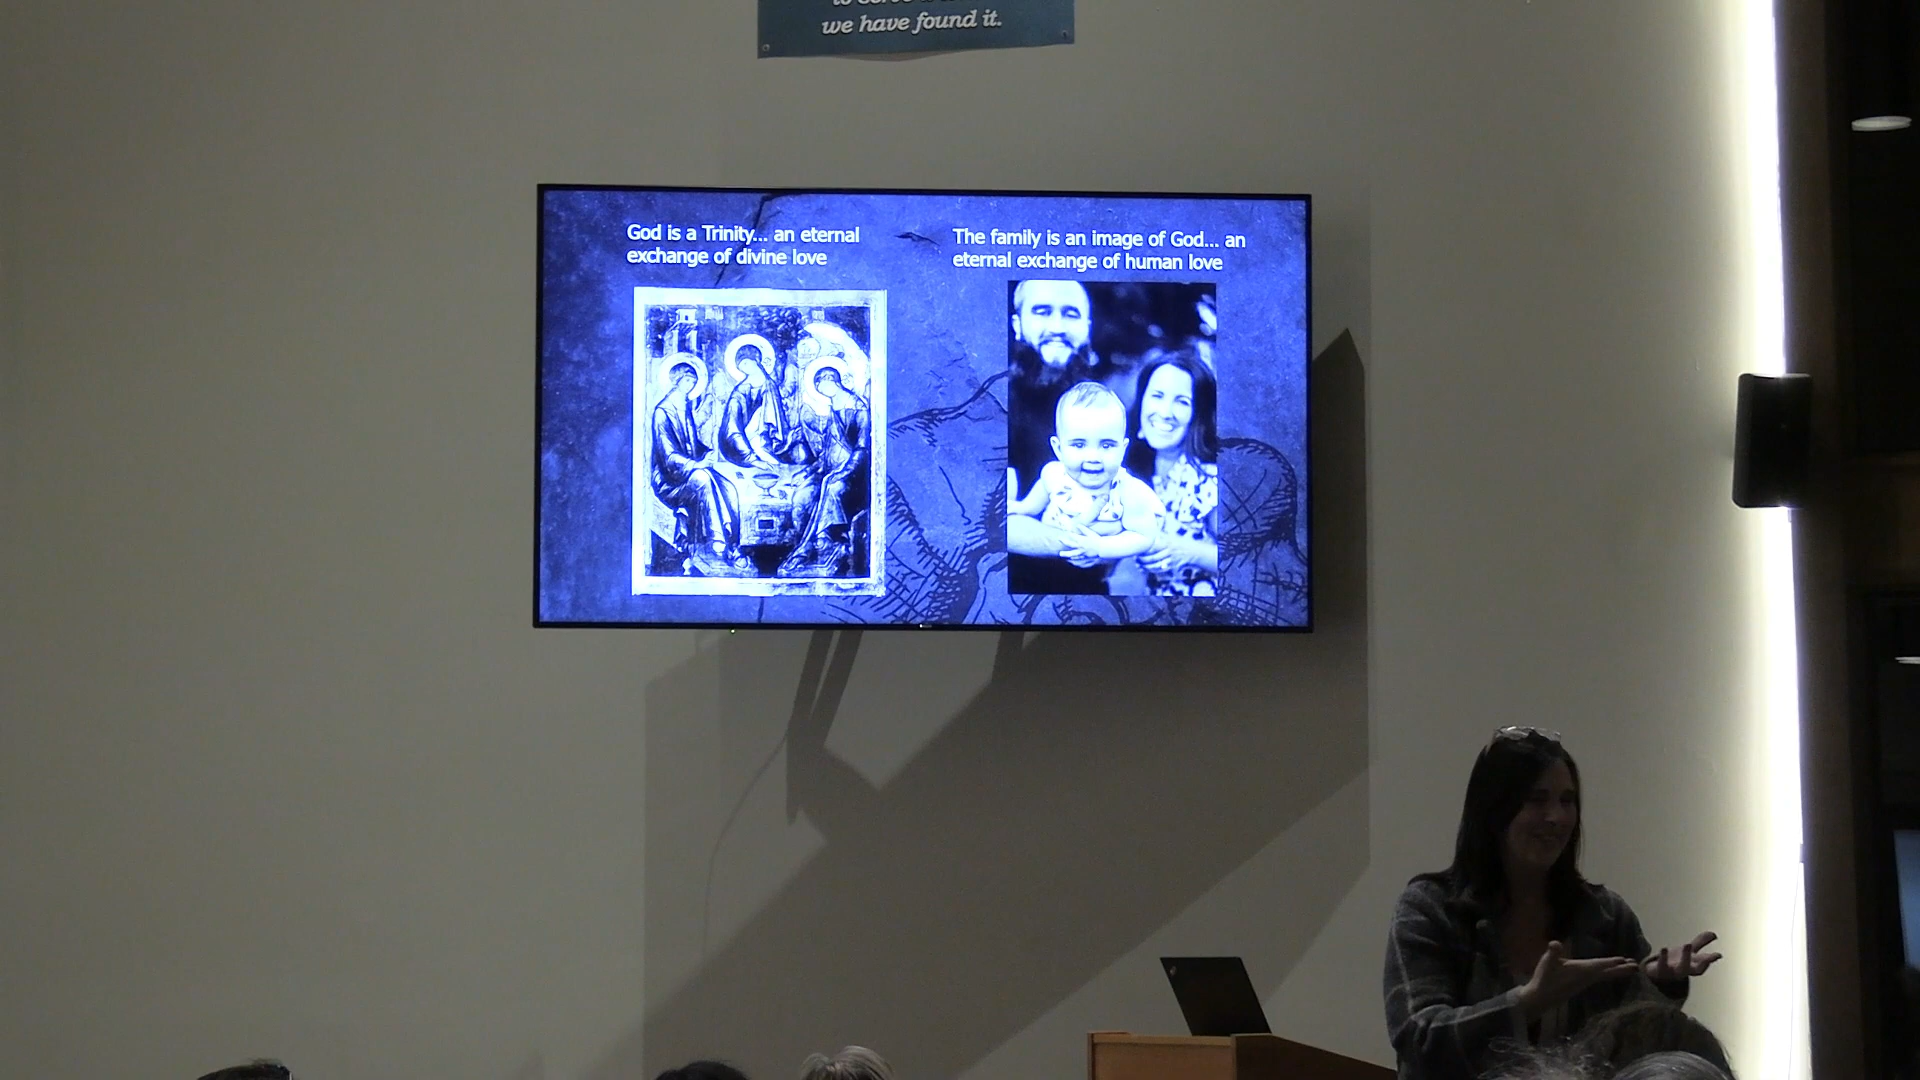 we have found it.
God is a Trinity... an eternal
exchange of divine love
The family is an image of God... an
eternal exchange of human love